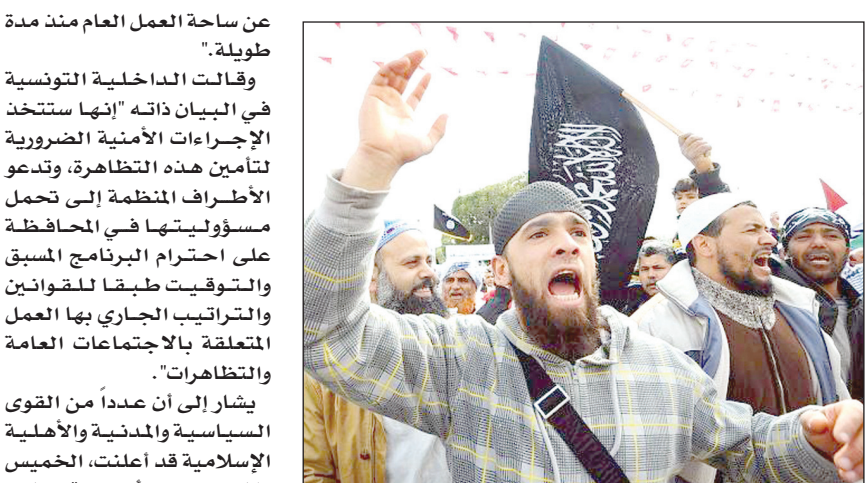 عن ساحة العمل العام منذ مدة
طويلة."
وقالت الداخلية التونسية
في البيان ذاته "إنها ستتخذ
الإجراءات الأمنية الضرورية
لتأمين هذه التظاهرة، وتدعو
الأطراف المنظمة إلى تحمل
مسؤوليتها في المحافظة
على احترام البرنامج المسبق
والتوقيت طبقا للقوانين
والتراتيب الجاري بها العمل
المتعلقة بالاجتماعات العامة
والتظاهرات".
يشار إلى أن عدداً من القوى
السياسية والمدنية والأهلية
الإسلامية قد أعلنت، الخميس